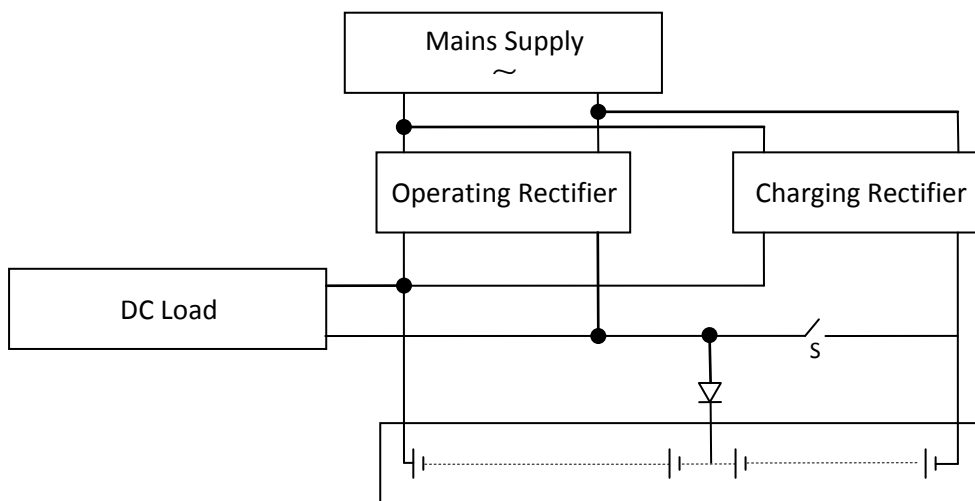 Mains Supply
~
Operating Rectifier
Charging Rectifier
DC Load
S